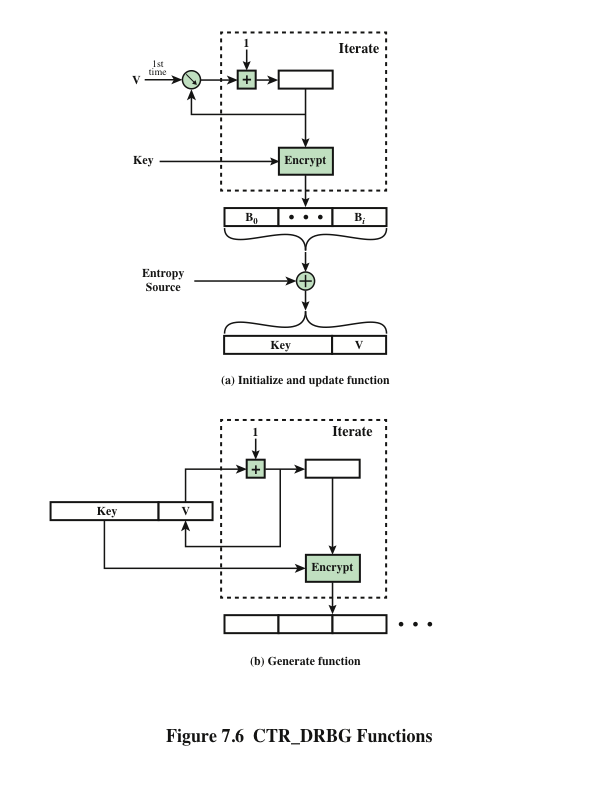 1
Iterate
1st
time
V
+
Key
Encrypt
B0 • • • Bi
Entropy
Source
+
Key V
(a) Initialize and update function
1
Iterate
+
Key V
Encrypt
• • •
(b) Generate function
Figure 7.6 CTR_DRBG Functions